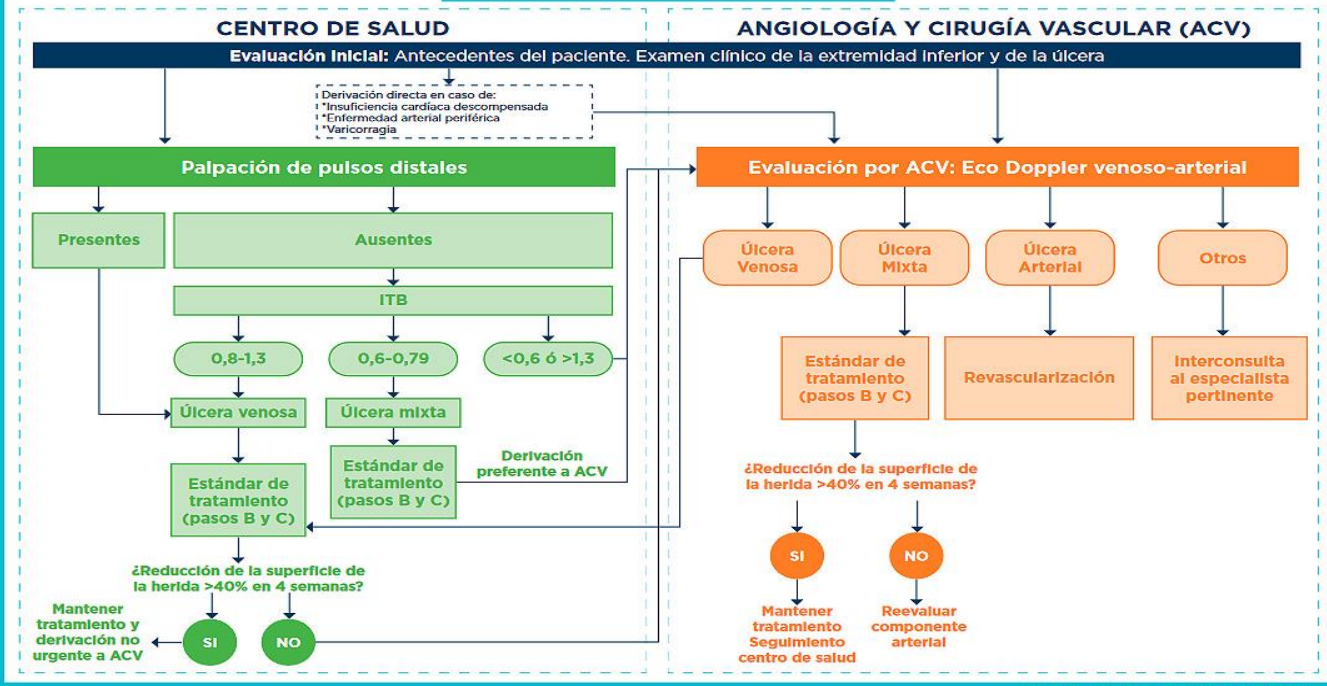 CENTRO DE SALUD
ANGIOLOGÍA Y CIRUGÍA VASCULAR (ACV)
Evaluación Inicial: Antecedentes del paciente. Examen clínico de la extremidad inferior y de la úlcera
Derivación directa en caso de:
*Insuficiencia cardíaca descompensada
*Enfermedad arterial periférica
*Varicorragia
Palpación de pulsos distales
Presentes
Ausentes
ITB
0,8-1,3
0,6-0,79
<0,6 ó >1,3
Úlcera venosa
Úlcera mixta
Estándar de
tratamiento
(pasos B y C)
Estándar de
tratamiento
(pasos B y C)
Derivación
preferente a ACV
¿Reducción de la superficie de
la herida >40% en 4 semanas?
SI
NO
Mantener
tratamiento y
derivación no
urgente a ACV
Evaluación por ACV: Eco Doppler venoso-arterial
Úlcera
Venosa
Úlcera
Mixta
Úlcera
Arterial
Otros
Estándar de
tratamiento
(pasos B y C)
Revascularización
Interconsulta
al especialista
pertinente
¿Reducción de la superficie de
la herida >40% en 4 semanas?
SI
NO
Mantener
tratamiento
Seguimiento
centro de salud
Reevaluar
componente
arterial